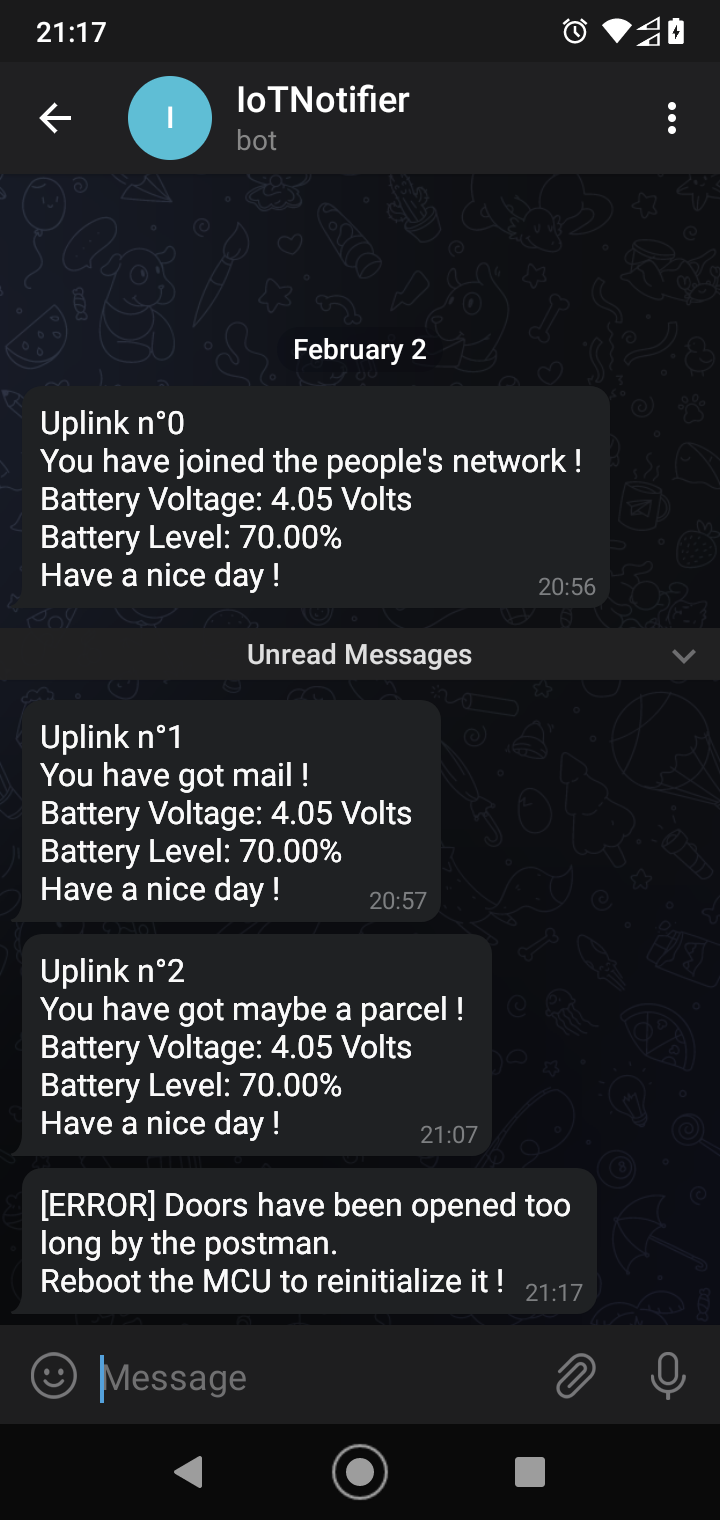 21:17
I
IoTNotifier
bot
February 2
Uplink n°0
You have joined the people's network !
Battery Voltage: 4.05 Volts
Battery Level: 70.00%
Have a nice day !
20:56
Unread Messages
Uplink n°1
You have got mail !
Battery Voltage: 4.05 Volts
Battery Level: 70.00%
Have a nice day !
20:57
Uplink n°2
You have got maybe a parcel !
Battery Voltage: 4.05 Volts
Battery Level: 70.00%
Have a nice day !
21:07
[ERROR] Doors have been opened too
long by the postman.
Reboot the MCU to reinitialize it !
21:17
Message